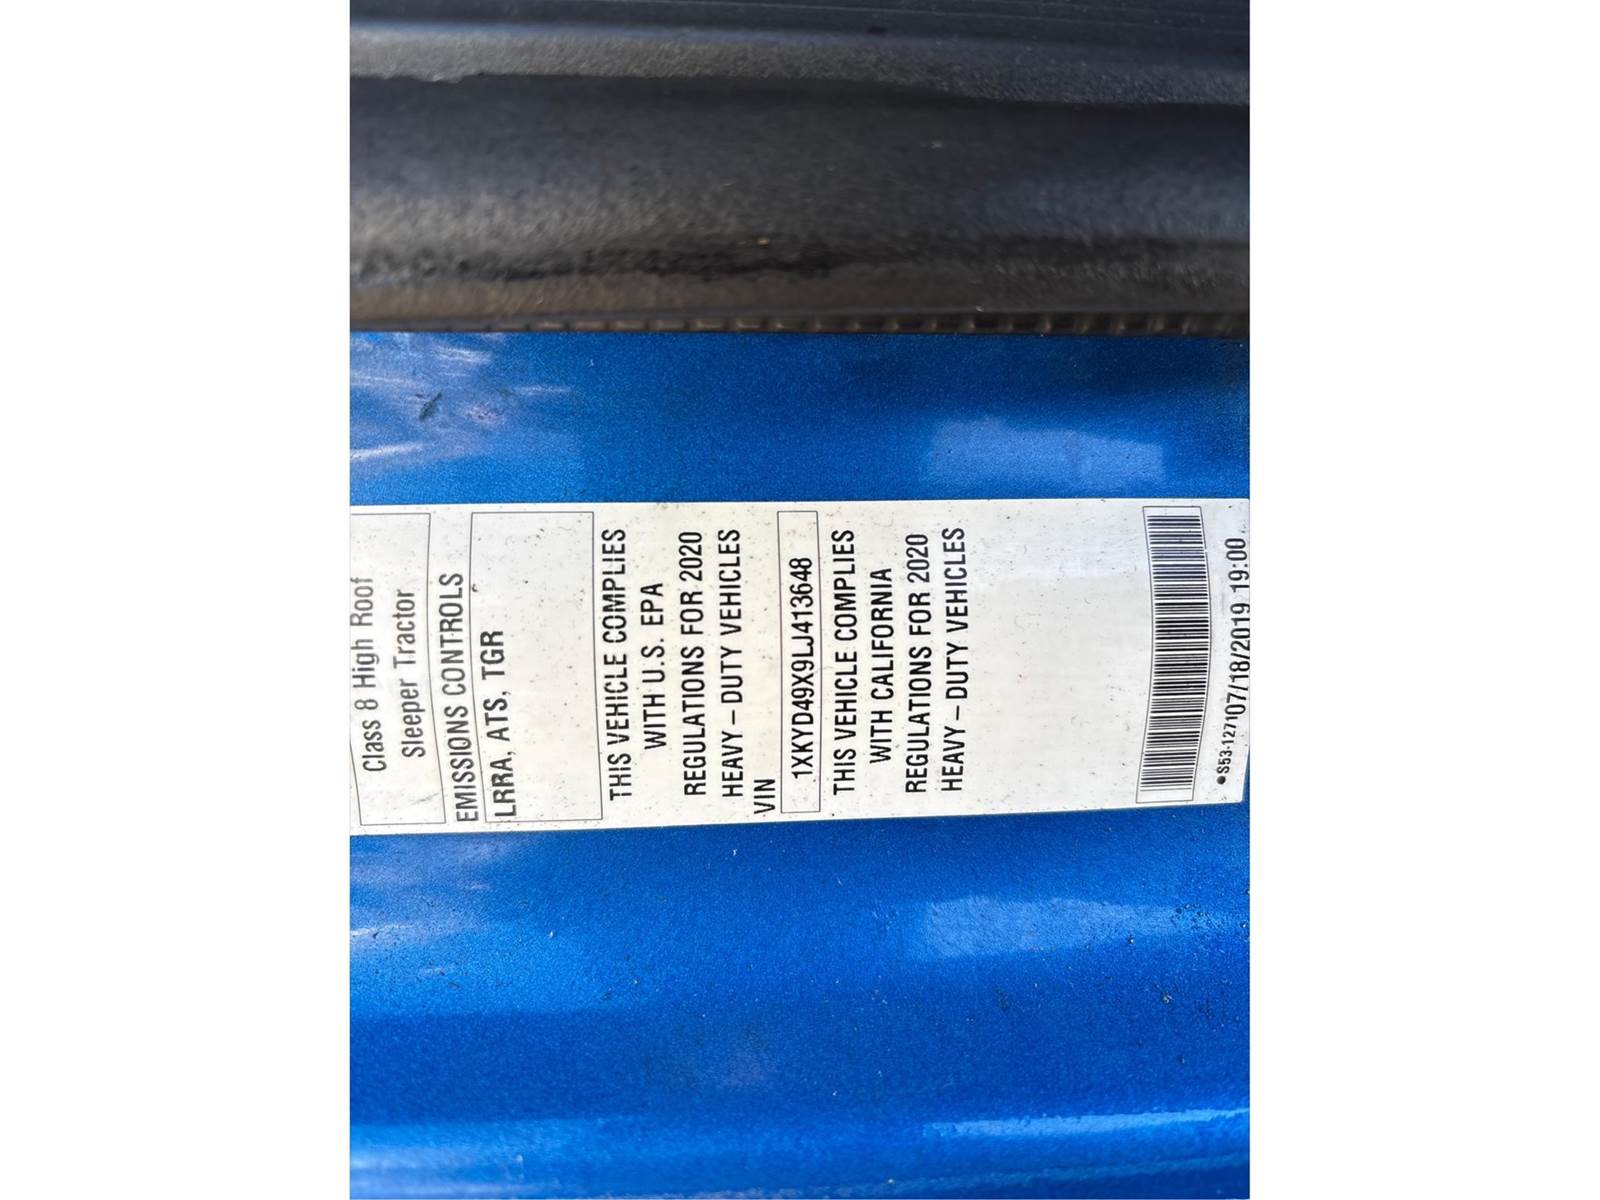 Class 8 High Roof
Sleeper Tractor
EMISSIONS CONTROLS
LRRA, ATS, TGR
THIS VEHICLE COMPLIES
WITH U.S. EPA
REGULATIONS FOR 2020
HEAVY – DUTY VEHICLES
VIN
1XKYD49X9LJ413648
THIS VEHICLE COMPLIES
WITH CALIFORNIA
REGULATIONS FOR 2020
HEAVY – DUTY VEHICLES
●S53-127107/18/2019 19:00